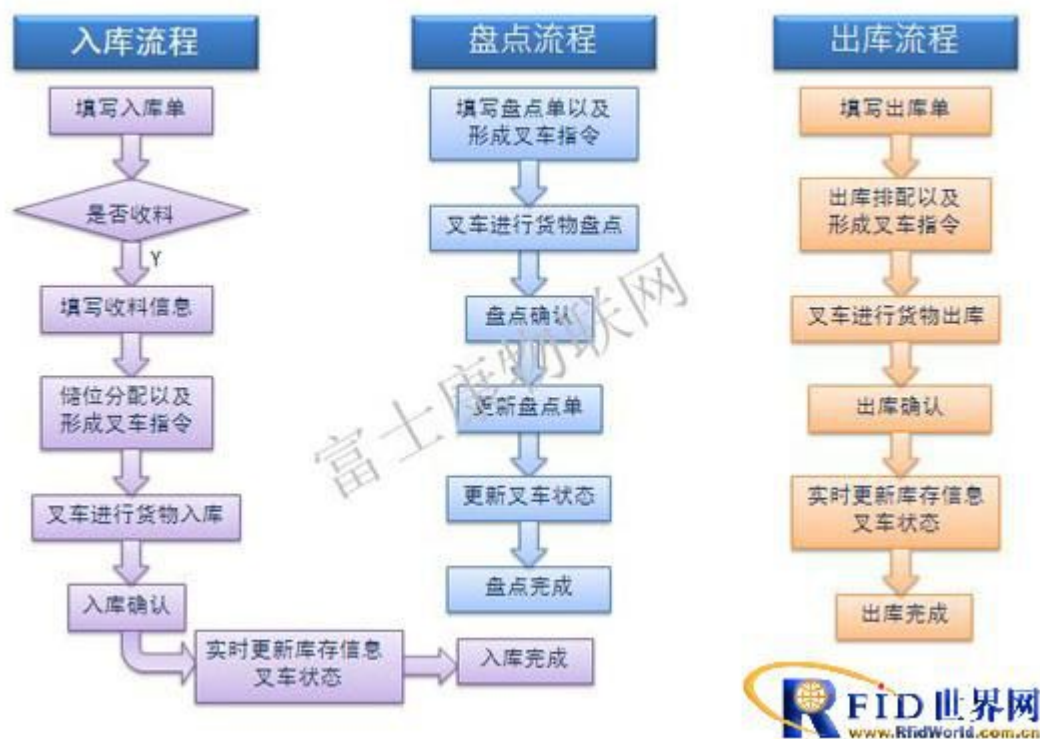 入库流程
填写入库单
是否收料
Y
填写收料信息
储位分配以及
形成叉车指令
叉车进行货物入库
入库确认
实时更新库存信息
叉车状态
入库完成
盘点流程
填写盘点单以及
形成叉车指令
叉车进行货物盘点
盘点确认
更新盘点单
更新叉车状态
盘点完成
出库流程
填写出库单
出库排配以及
形成叉车指令
叉车进行货物出库
出库确认
实时更新库存信息
叉车状态
出库完成
富士康物联网
RFID世界网
www.RfidWorld.com.cn